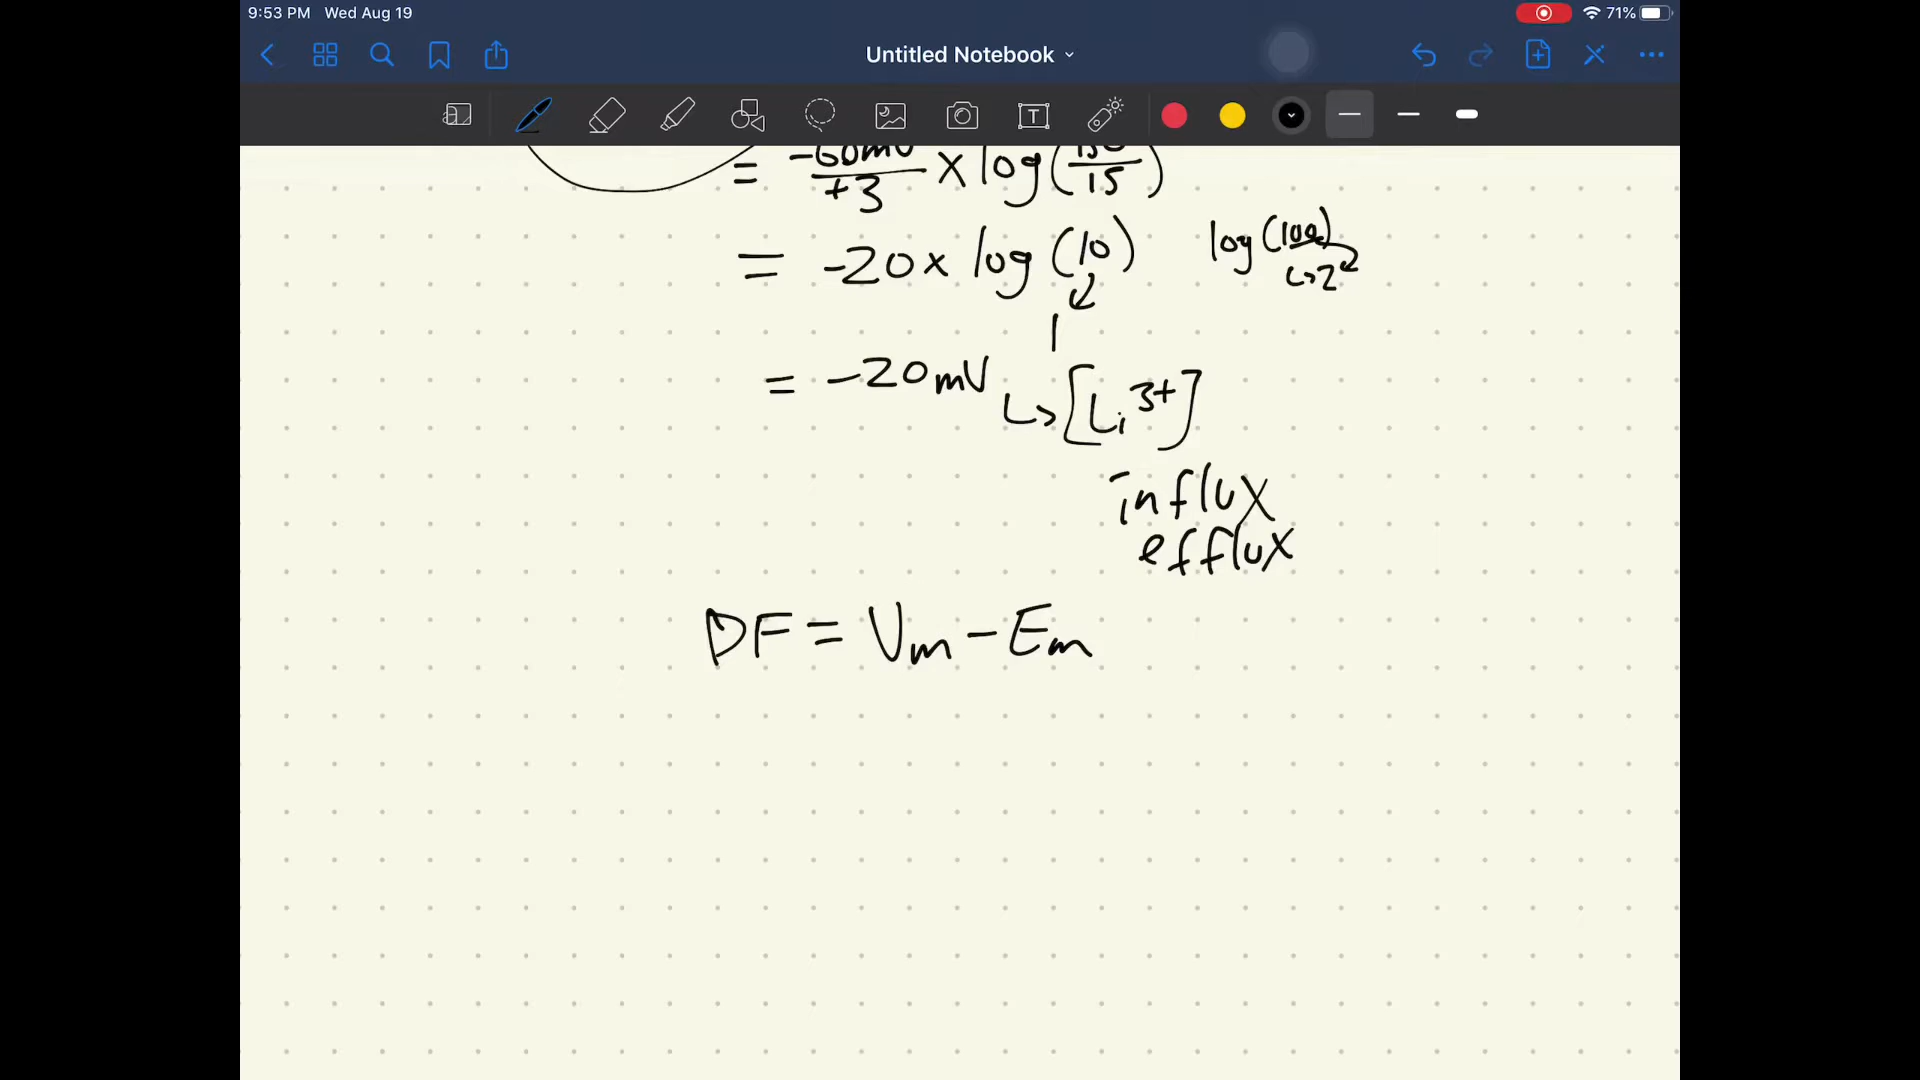 9:53 PM Wed Aug 19
71%
Untitled Notebook
T
= -60mV/+3 x log(150/15)
= -20 x log (10)
log(100)
↳2
1
= -20mV
↳ [Li³⁺]
influx
efflux
DF = Vm - Em